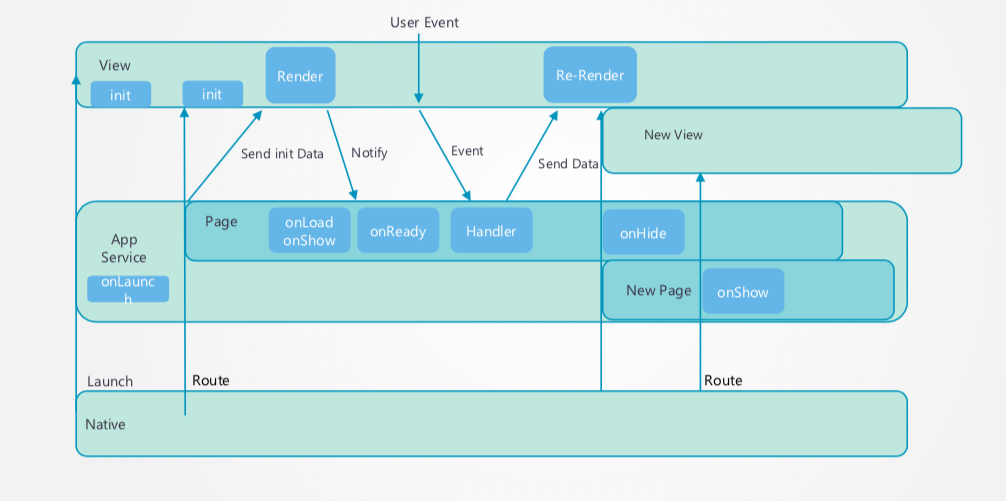 User Event
View
init
init
Render
Re-Render
New View
Send init Data
Notify
Event
Send Data
Page
onLoad
onShow
onReady
Handler
onHide
App
Service
onLaunc
h
New Page
onShow
Launch
Route
Route
Native